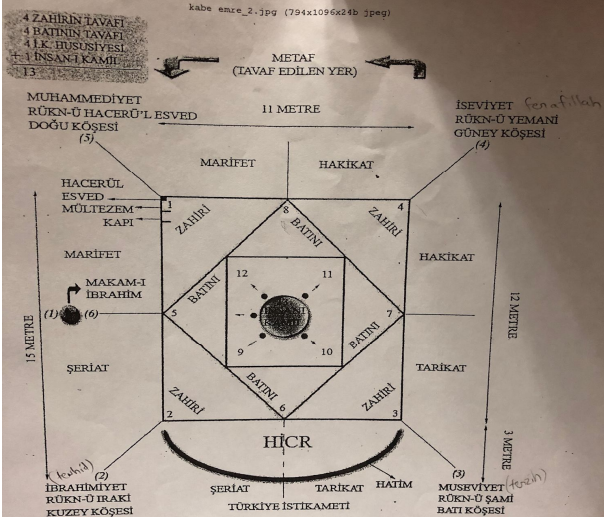 kabe emre_2.jpg (794x1096x24b jpeg)
4 ZAHİRİN TAVAFI
4 BATININ TAVAFI
4 İ.K. HUSUSİYESİ
+ 1 İNSAN-I KAMİL
13
METAF
(TAVAF EDİLEN YER)
MUHAMMEDİYET
RÜKN-Ü HACERÜ'L ESVED
DOĞU KÖŞESİ
(5)
11 METRE
İSEVİYET fenafillah
RÜKN-Ü YEMANİ
GÜNEY KÖŞESİ
(4)
MARİFET
HAKİKAT
HACERÜL
ESVED
MÜLTEZEM
KAPI
1
8
4
ZAHİRİ
BATINI
ZAHİRİ
MARİFET
HAKİKAT
MAKAM-I
İBRAHİM
(1) (6)
12
11
BATINI
5
7
15 METRE
12 METRE
9
10
BATINI
ŞERİAT
TARİKAT
BATINI
ZAHİRİ
ZAHİRİ
2
6
3
HİCR
3 METRE
(2)
İBRAHİMİYET
RÜKN-Ü IRAKİ
KUZEY KÖŞESİ
ŞERİAT
TARİKAT
HATİM
TÜRKİYE İSTİKAMETİ
(3)
MUSEVİYET (tenzih)
RÜKN-Ü ŞAMİ
BATI KÖŞESİ